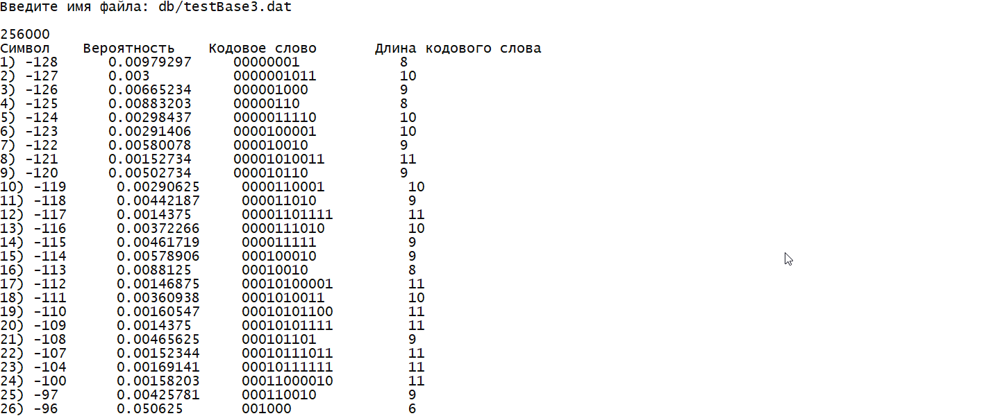 Введите имя файла: db/testBase3.dat
256000
Символ Вероятность Кодовое слово Длина кодового слова
1) -128 0.00979297 00000001 8
2) -127 0.003 0000001011 10
3) -126 0.00665234 000001000 9
4) -125 0.00883203 00000110 8
5) -124 0.00298437 0000011110 10
6) -123 0.00291406 0000100001 10
7) -122 0.00580078 000010010 9
8) -121 0.00152734 00001010011 11
9) -120 0.00502734 000010110 9
10) -119 0.00290625 0000110001 10
11) -118 0.00442187 000011010 9
12) -117 0.0014375 00001101111 11
13) -116 0.00372266 0000111010 10
14) -115 0.00461719 000011111 9
15) -114 0.00578906 000100010 9
16) -113 0.0088125 00010010 8
17) -112 0.00146875 00010100001 11
18) -111 0.00360938 0001010011 10
19) -110 0.00160547 00010101100 11
20) -109 0.0014375 00010101111 11
21) -108 0.00465625 000101101 9
22) -107 0.00152344 00010111011 11
23) -104 0.00169141 00010111111 11
24) -100 0.00158203 00011000010 11
25) -97 0.00425781 000110010 9
26) -96 0.050625 001000 6